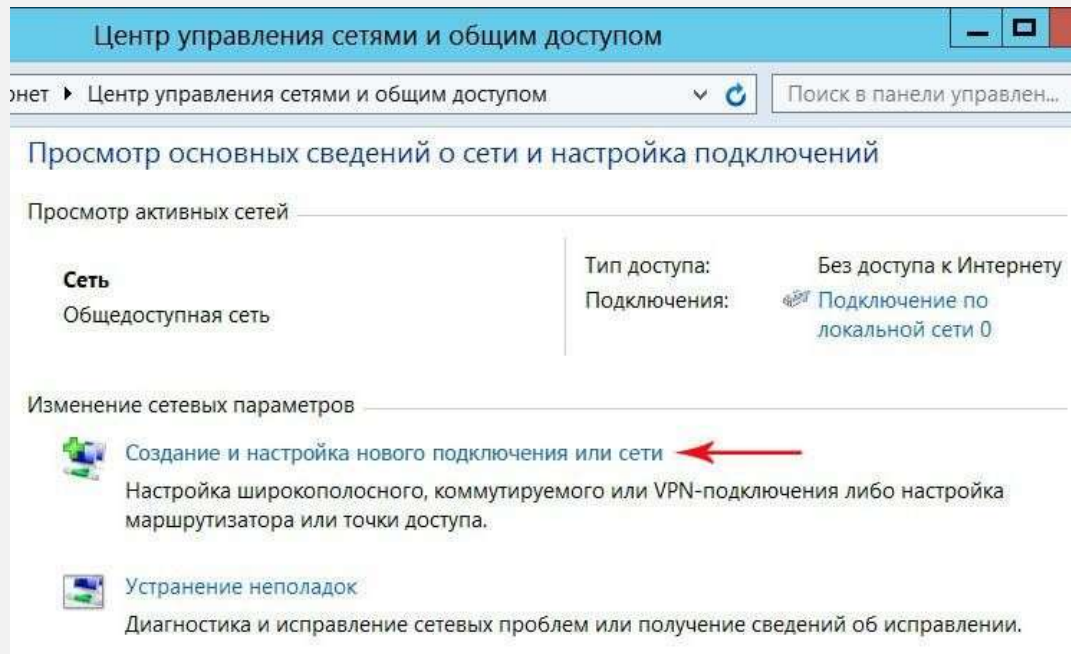 Центр управления сетями и общим доступом
Центр управления сетями и общим доступом
Поиск в панели управлен...
Просмотр основных сведений о сети и настройка подключений
Просмотр активных сетей
Сеть
Общедоступная сеть
Тип доступа: Без доступа к Интернету
Подключения: Подключение по
локальной сети 0
Изменение сетевых параметров
Создание и настройка нового подключения или сети
Настройка широкополосного, коммутируемого или VPN-подключения либо настройка
маршрутизатора или точки доступа.
Устранение неполадок
Диагностика и исправление сетевых проблем или получение сведений об исправлении.